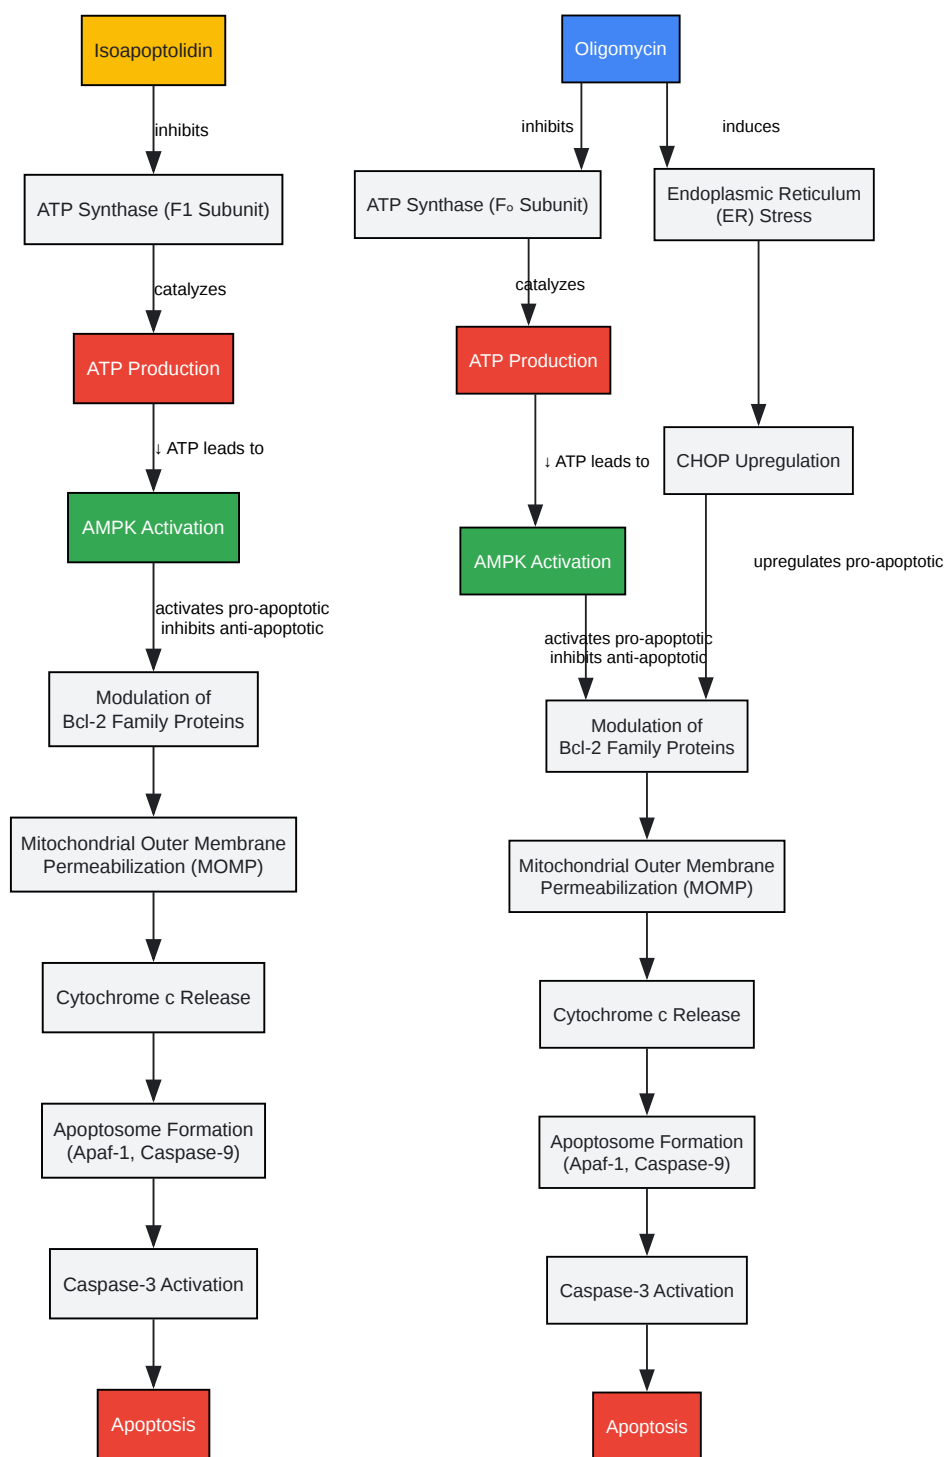 Isoapoptolidin
inhibits
ATP Synthase (F1 Subunit)
catalyzes
ATP Production
↓ ATP leads to
AMPK Activation
activates pro-apoptotic
inhibits anti-apoptotic
Modulation of
Bcl-2 Family Proteins
Mitochondrial Outer Membrane
Permeabilization (MOMP)
Cytochrome c Release
Apoptosome Formation
(Apaf-1, Caspase-9)
Caspase-3 Activation
Apoptosis
Oligomycin
inhibits
induces
ATP Synthase (Fₒ Subunit)
Endoplasmic Reticulum
(ER) Stress
catalyzes
ATP Production
↓ ATP leads to
CHOP Upregulation
AMPK Activation
upregulates pro-apoptotic
activates pro-apoptotic
inhibits anti-apoptotic
Modulation of
Bcl-2 Family Proteins
Mitochondrial Outer Membrane
Permeabilization (MOMP)
Cytochrome c Release
Apoptosome Formation
(Apaf-1, Caspase-9)
Caspase-3 Activation
Apoptosis